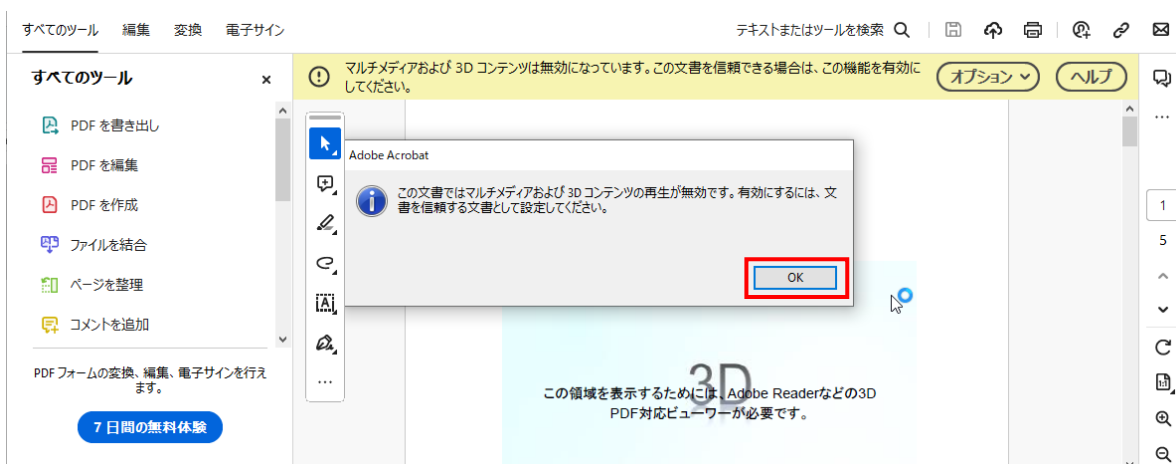 すべてのツール 編集 変換 電子サイン テキストまたはツールを検索
すべてのツール
マルチメディアおよび 3D コンテンツは無効になっています。この文書を信頼できる場合は、この機能を有効に
してください。
オプション
ヘルプ
PDF を書き出し
PDF を編集
PDF を作成
ファイルを結合
ページを整理
コメントを追加
PDF フォームの変換、編集、電子サインを行え
ます。
7 日間の無料体験
Adobe Acrobat
この文書ではマルチメディアおよび 3D コンテンツの再生が無効です。有効にするには、文
書を信頼する文書として設定してください。
OK
3D
この領域を表示するためには、Adobe Readerなどの3D
PDF対応ビューワーが必要です。
1
5